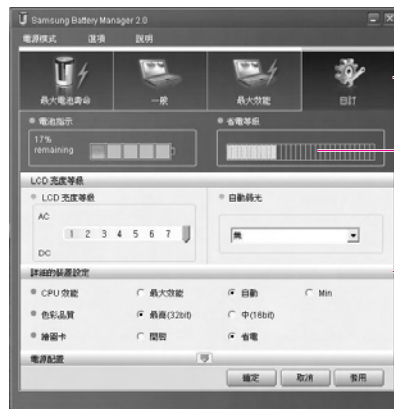 Samsung Battery Manager 2.0
電源模式 選項 說明
最大電池壽命 一般 最大效能 自訂
電池指示 省電等級
17%
remaining
LCD 亮度等級
LCD 亮度等級 自動弱光
AC
1 2 3 4 5 6 7
無
DC
詳細的裝置設定
CPU 效能 最大效能 自動 Min
色彩品質 最高(32bit) 中(16bit)
繪圖卡 開啓 省電
電源配置
確定 取消 套用